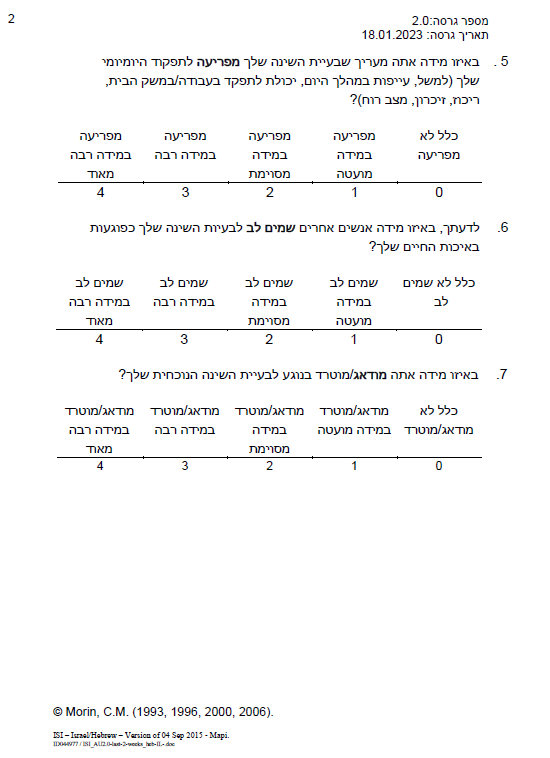 2
מספר גרסה:2.0
תאריך גרסה: 18.01.2023
5. באיזו מידה אתה מעריך שבעיית השינה שלך מפריעה לתפקוד היומיומי
שלך (למשל, עייפות במהלך היום, יכולת לתפקד בעבודה/במשק הבית,
ריכוז, זיכרון, מצב רוח)?
כלל לא מפריעה מפריעה מפריעה מפריעה
מפריעה במידה במידה במידה רבה במידה רבה
מועטה מסוימת מאוד
0 1 2 3 4
6. לדעתך, באיזו מידה אנשים אחרים שמים לב לבעיות השינה שלך כפוגעות
באיכות החיים שלך?
כלל לא שמים שמים לב שמים לב שמים לב שמים לב
לב במידה במידה במידה רבה במידה רבה
מועטה מסוימת מאוד
0 1 2 3 4
7. באיזו מידה אתה מודאג/מוטרד בנוגע לבעיית השינה הנוכחית שלך?
כלל לא מודאג/מוטרד מודאג/מוטרד מודאג/מוטרד מודאג/מוטרד
מודאג/מוטרד במידה מועטה במידה במידה רבה במידה רבה
מסוימת מאוד
0 1 2 3 4
© Morin, C.M. (1993, 1996, 2000, 2006).
ISI – Israel/Hebrew – Version of 04 Sep 2015 - Mapi.
ID044977 / ISI_AU2.0-last-2-weeks_heb-IL-.doc